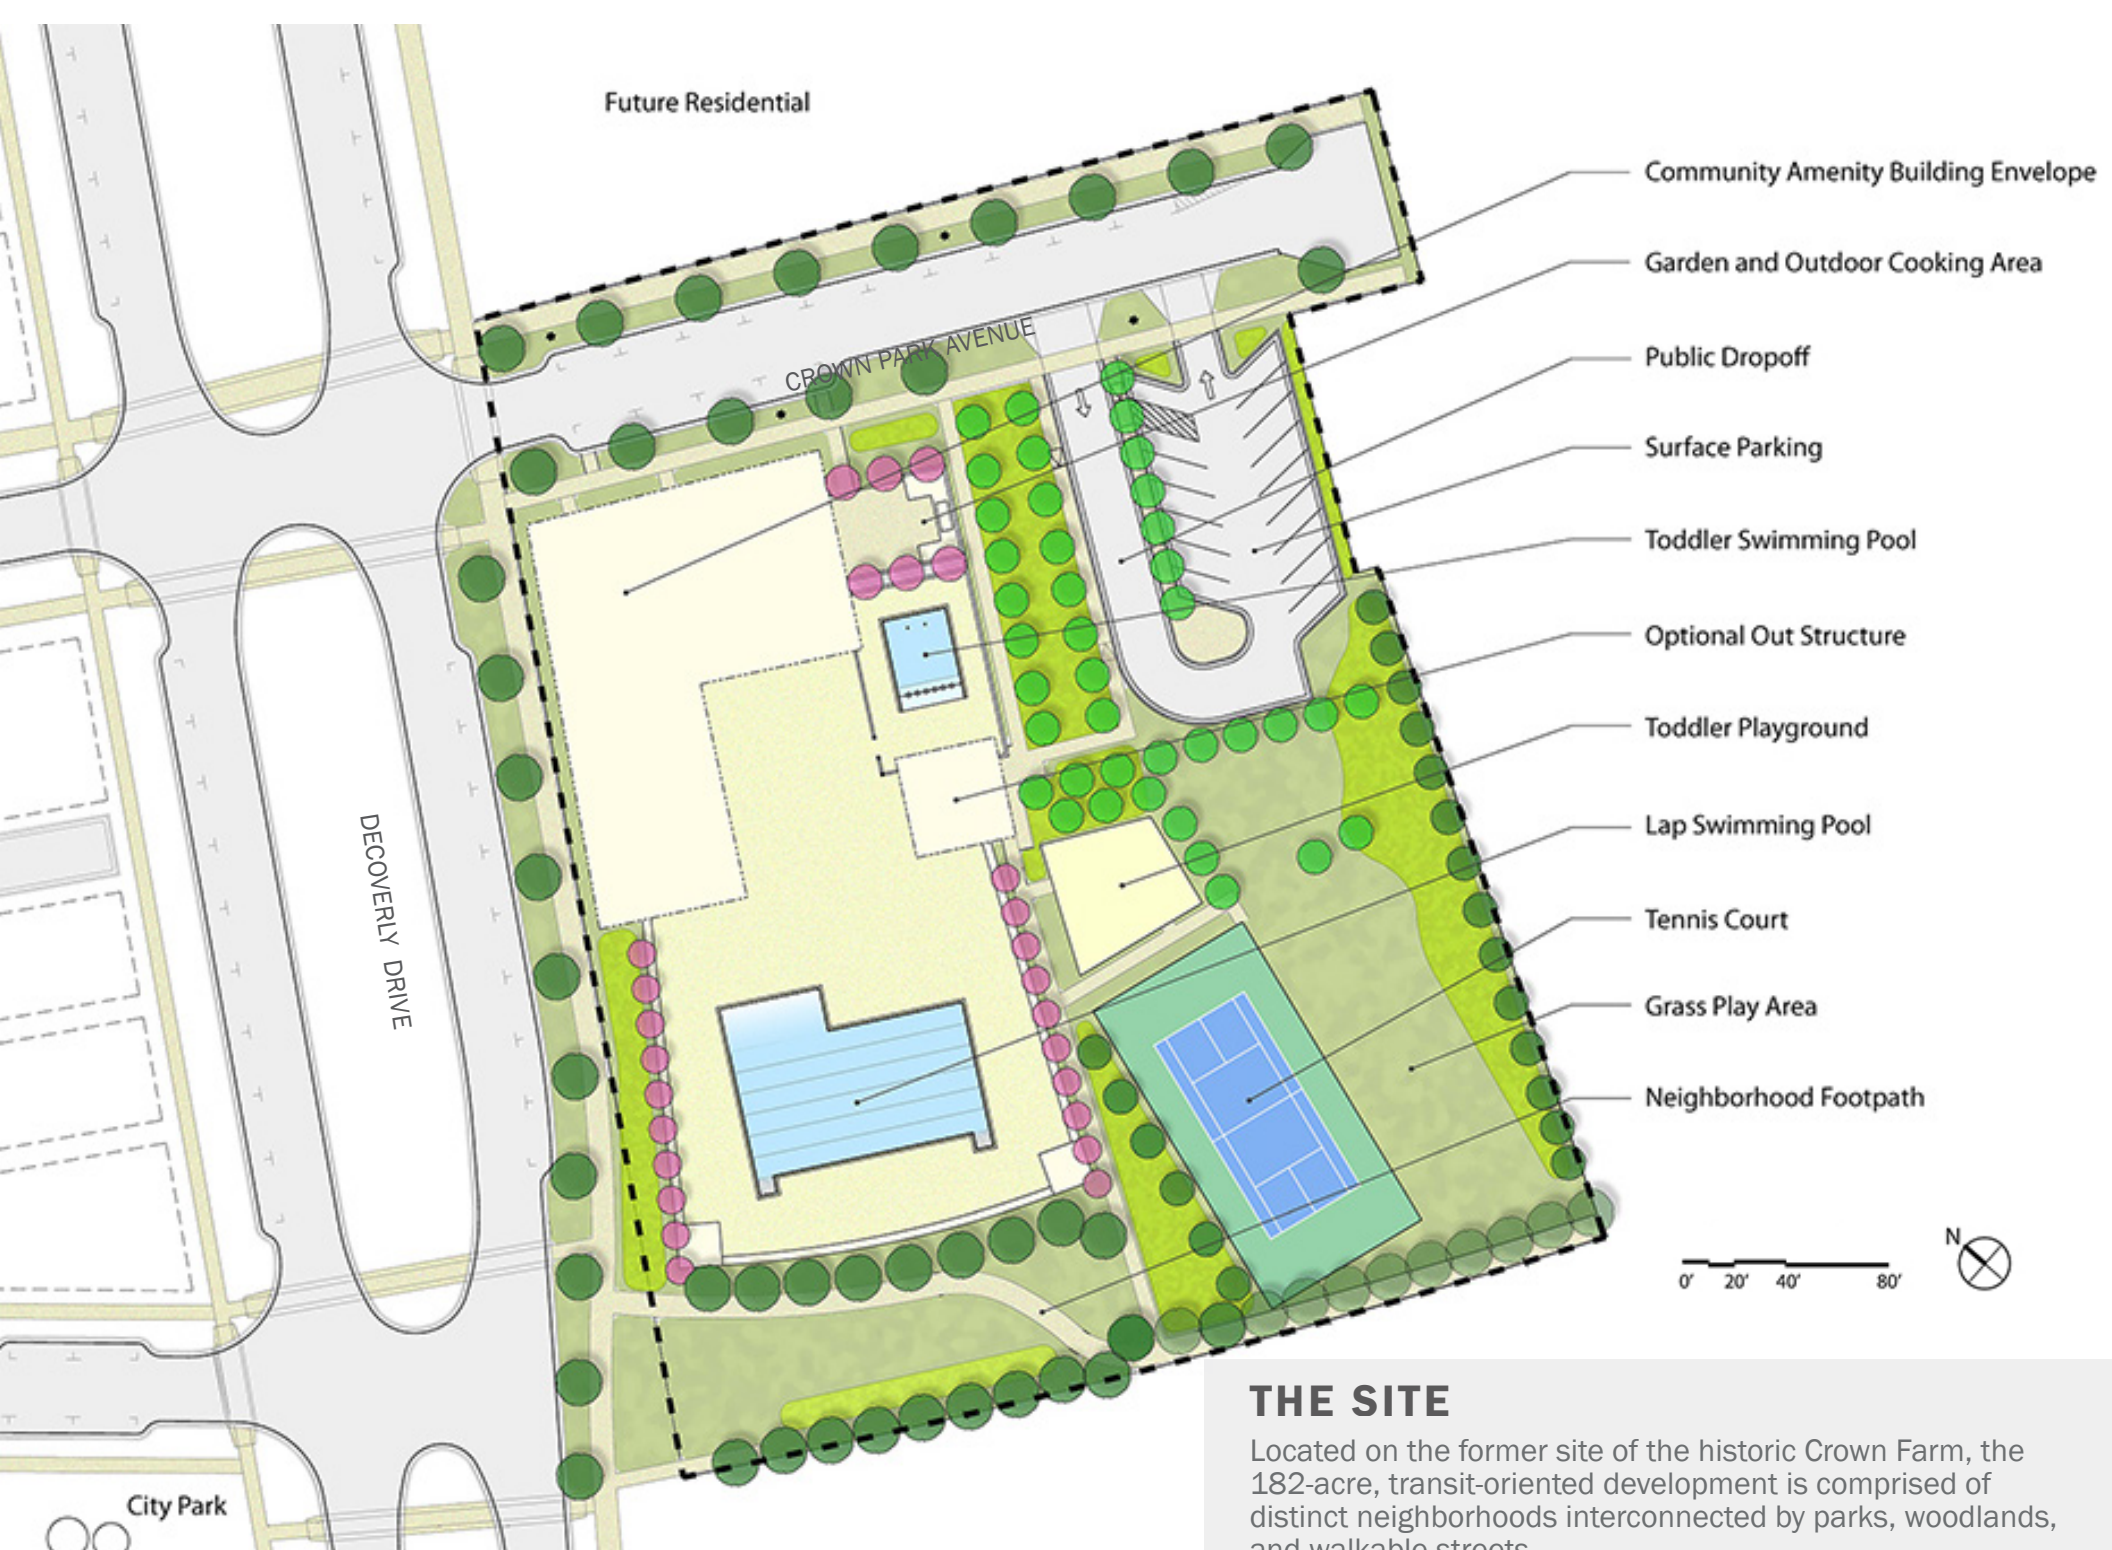 Future Residential
Community Amenity Building Envelope
Garden and Outdoor Cooking Area
Public Dropoff
CROWN PARK AVENUE
Surface Parking
Toddler Swimming Pool
Optional Out Structure
Toddler Playground
Lap Swimming Pool
DECOVERLY DRIVE
Tennis Court
Grass Play Area
Neighborhood Footpath
N
0' 20' 40' 80'
THE SITE
Located on the former site of the historic Crown Farm, the
182-acre, transit-oriented development is comprised of
distinct neighborhoods interconnected by parks, woodlands,
and walkable streets.
City Park